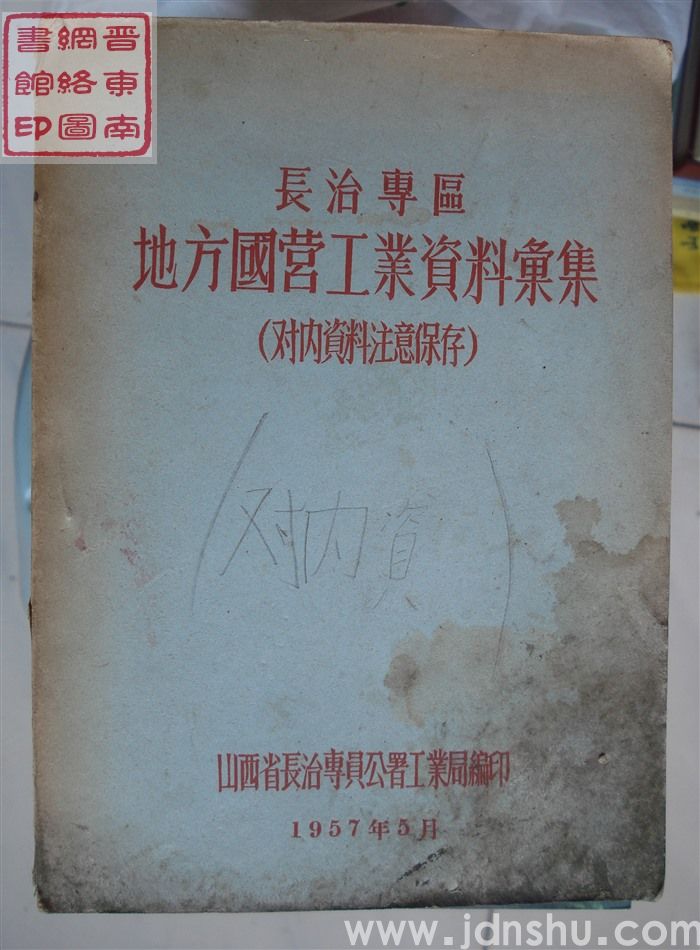 晋東南
網絡圖
書館印
長治專區
地方國营工業資料彙集
(对内資料注意保存)
(对内資)
山西省長治專員公署工業局編印
1957年5月
www.jdnshu.com